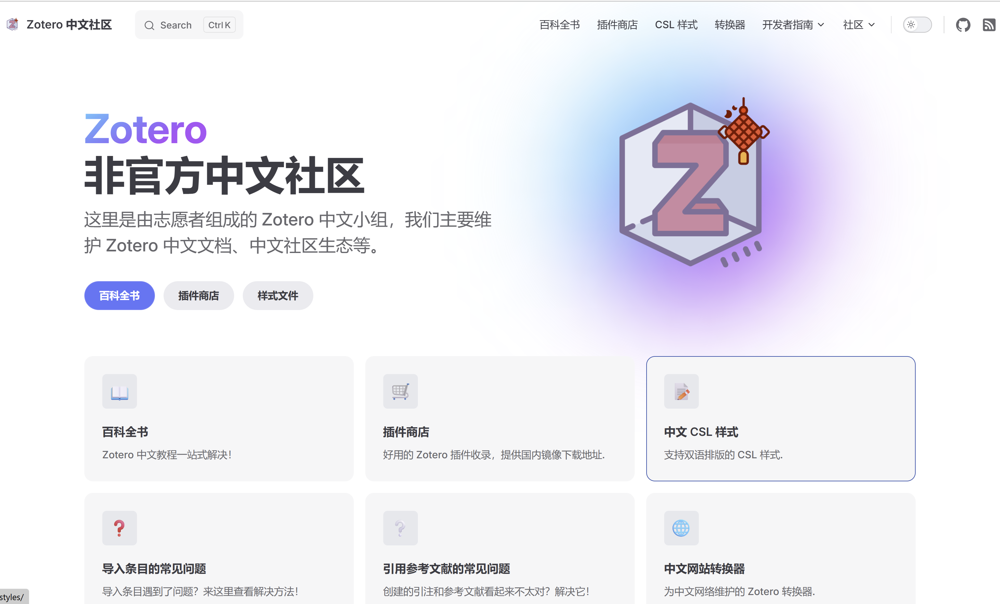 Zotero 中文社区
Search
Ctrl K
百科全书
插件商店
CSL 样式
转换器
开发者指南
社区
Zotero
非官方中文社区
这里是由志愿者组成的 Zotero 中文小组，我们主要维
护 Zotero 中文文档、中文社区生态等。
百科全书
插件商店
样式文件
百科全书
Zotero 中文教程一站式解决！
插件商店
好用的 Zotero 插件收录，提供国内镜像下载地址.
中文 CSL 样式
支持双语排版的 CSL 样式.
导入条目的常见问题
导入条目遇到了问题？来这里查看解决方法！
引用参考文献的常见问题
创建的引注和参考文献看起来不太对？解决它！
中文网站转换器
为中文网络维护的 Zotero 转换器.
styles/